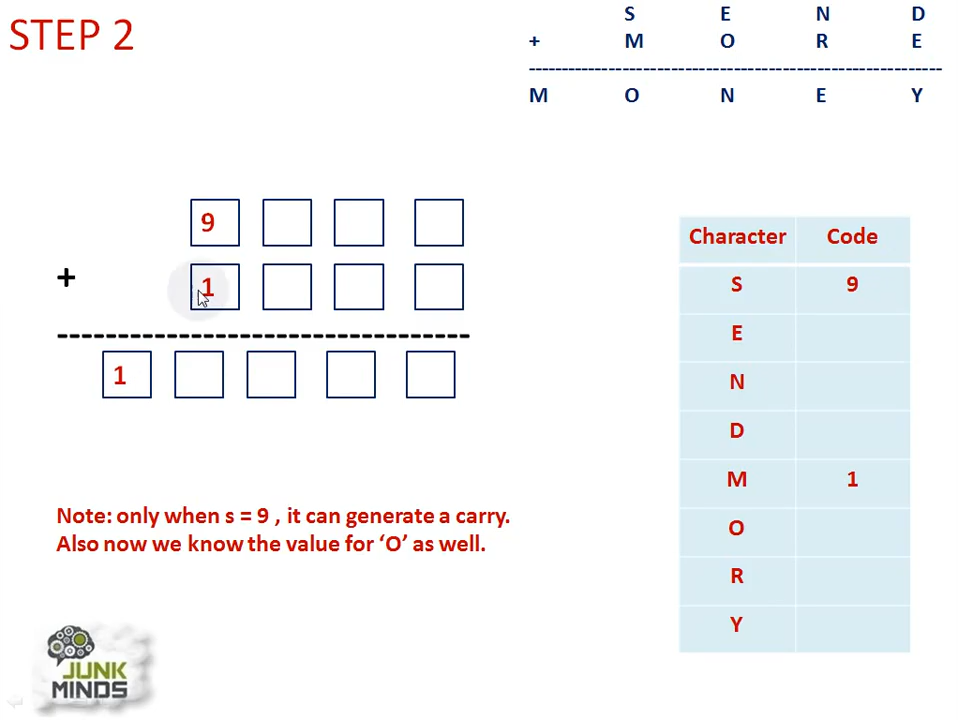 STEP 2
S E N D
+ M O R E
M O N E Y
9
+ 1
1
Character Code
S 9
E
N
D
M 1
O
R
Y
Note: only when s = 9 , it can generate a carry.
Also now we know the value for ‘O’ as well.
JUNK
MINDS